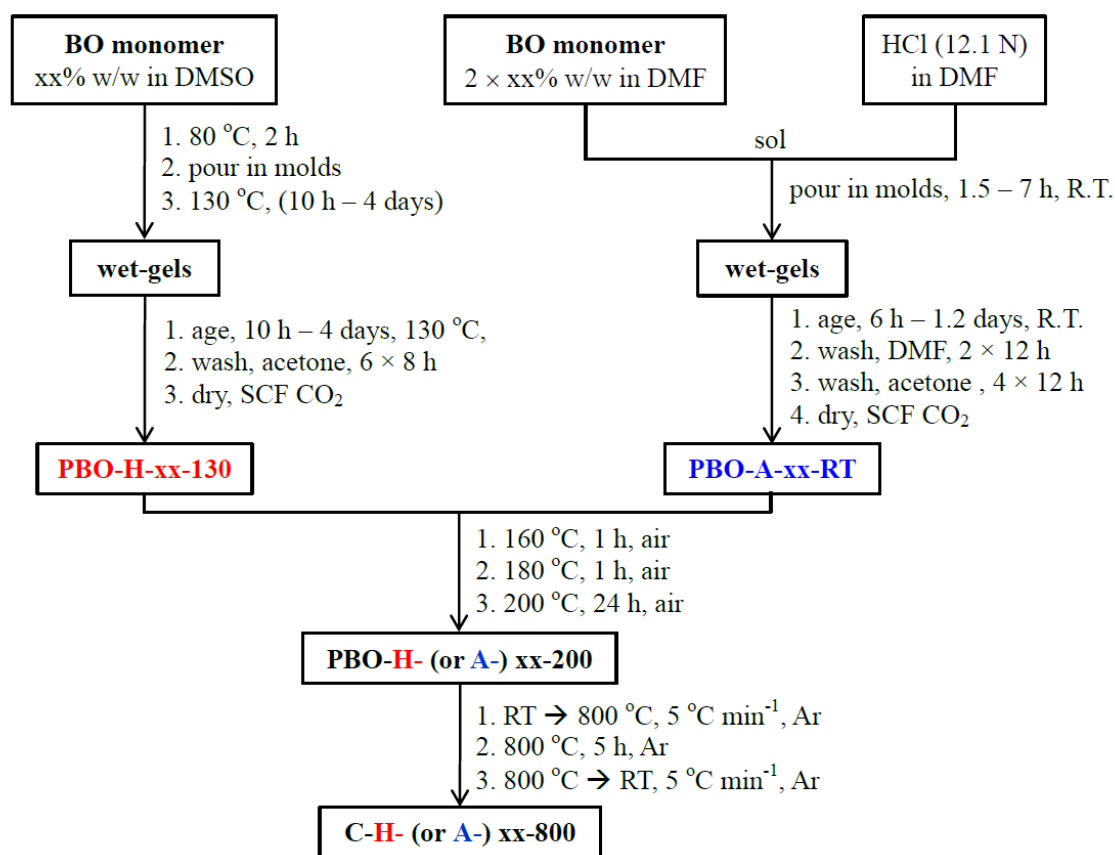 BO monomer
xx% w/w in DMSO
BO monomer
2 × xx% w/w in DMF
HCl (12.1 N)
in DMF
1. 80 °C, 2 h
2. pour in molds
3. 130 °C, (10 h – 4 days)
sol
pour in molds, 1.5 – 7 h, R.T.
wet-gels
wet-gels
1. age, 10 h – 4 days, 130 °C,
2. wash, acetone, 6 × 8 h
3. dry, SCF CO₂
1. age, 6 h – 1.2 days, R.T.
2. wash, DMF, 2 × 12 h
3. wash, acetone , 4 × 12 h
4. dry, SCF CO₂
PBO-H-xx-130
PBO-A-xx-RT
1. 160 °C, 1 h, air
2. 180 °C, 1 h, air
3. 200 °C, 24 h, air
PBO-H- (or A-) xx-200
1. RT → 800 °C, 5 °C min⁻¹, Ar
2. 800 °C, 5 h, Ar
3. 800 °C → RT, 5 °C min⁻¹, Ar
C-H- (or A-) xx-800